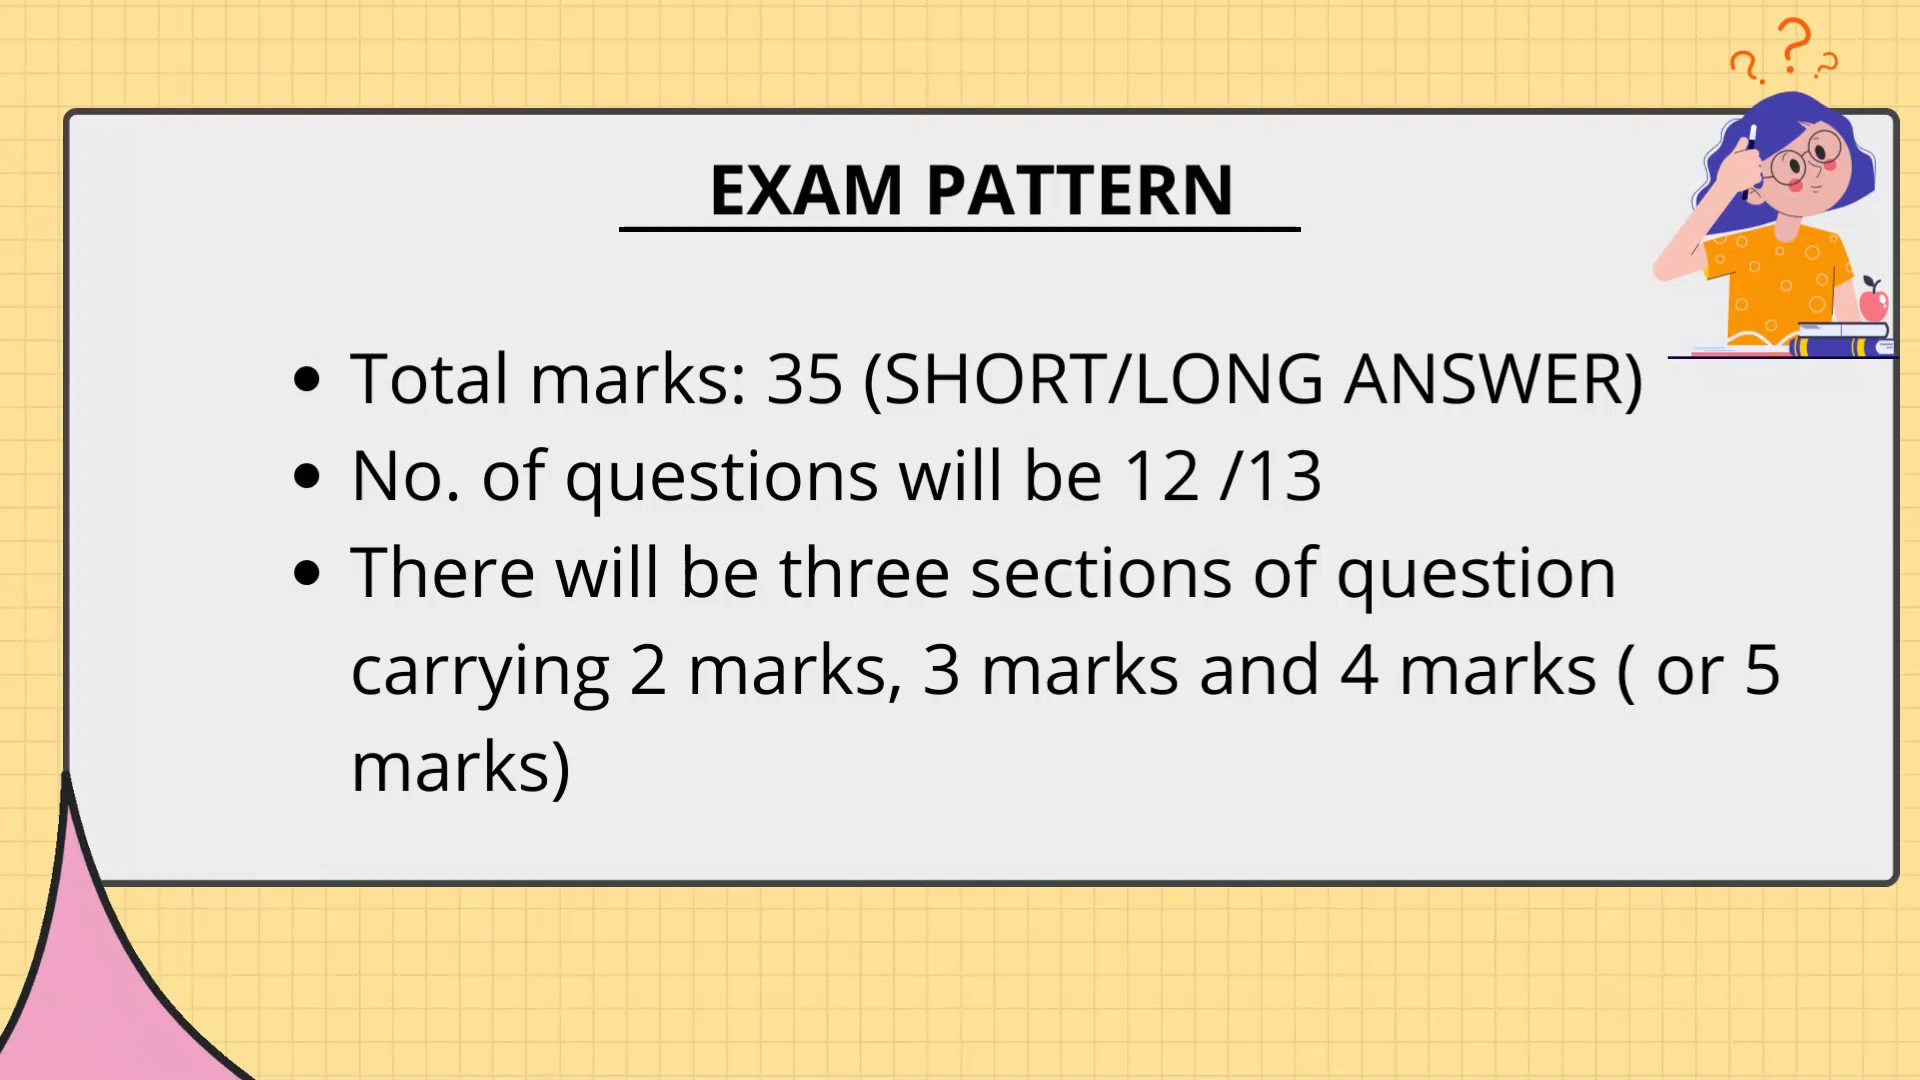 EXAM PATTERN
• Total marks: 35 (SHORT/LONG ANSWER)
• No. of questions will be 12 /13
• There will be three sections of question
carrying 2 marks, 3 marks and 4 marks ( or 5
marks)